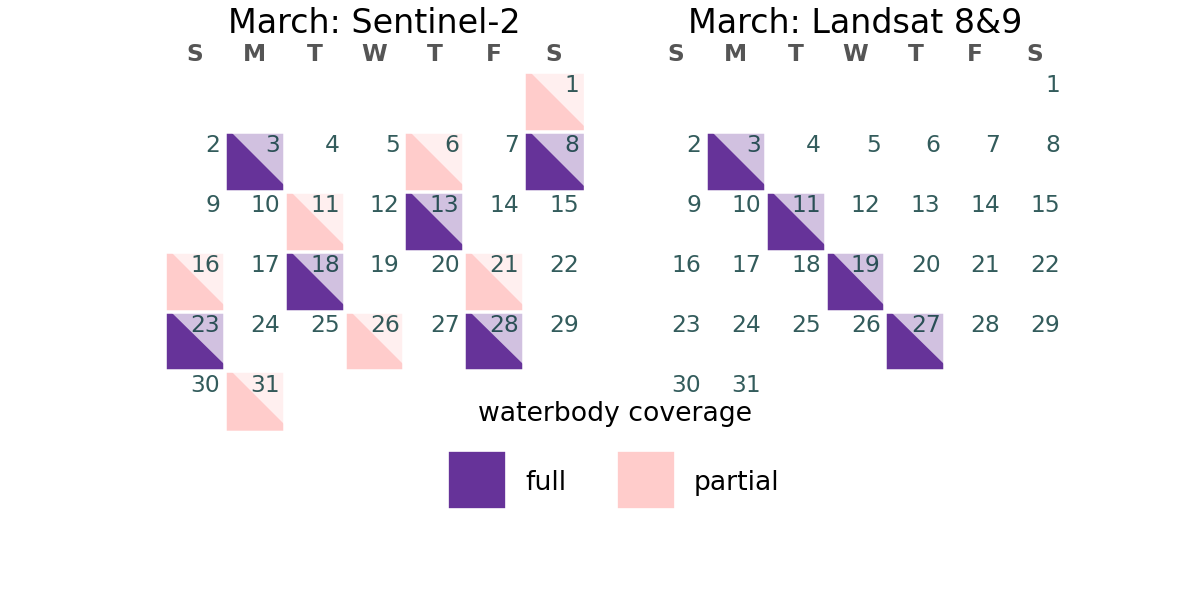 March: Sentinel-2
S M T W T F S
1
2 3 4 5 6 7 8
9 10 11 12 13 14 15
16 17 18 19 20 21 22
23 24 25 26 27 28 29
30 31
March: Landsat 8&9
S M T W T F S
1
2 3 4 5 6 7 8
9 10 11 12 13 14 15
16 17 18 19 20 21 22
23 24 25 26 27 28 29
30 31
waterbody coverage
full partial